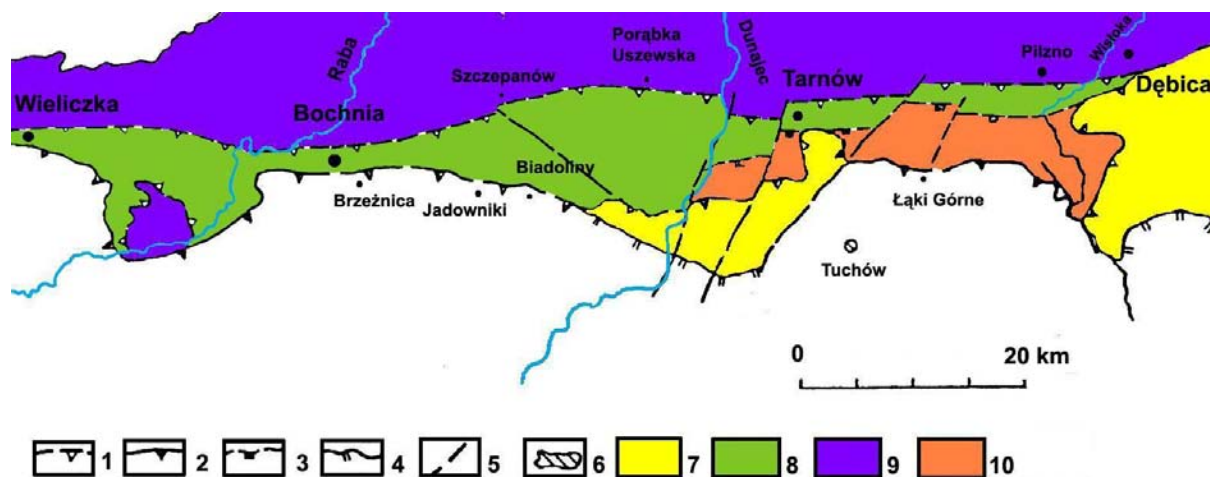 Porąbka
Uszewska
Dunajec
Pilzno
Wisłoka
Raba
Szczepanów
Tarnów
Dębica
Wieliczka
Bochnia
Biadoliny
Brzeźnica
Jadowniki
Łąki Górne
Tuchów
0 20 km
1 2 3 4 5 6 7 8 9 10